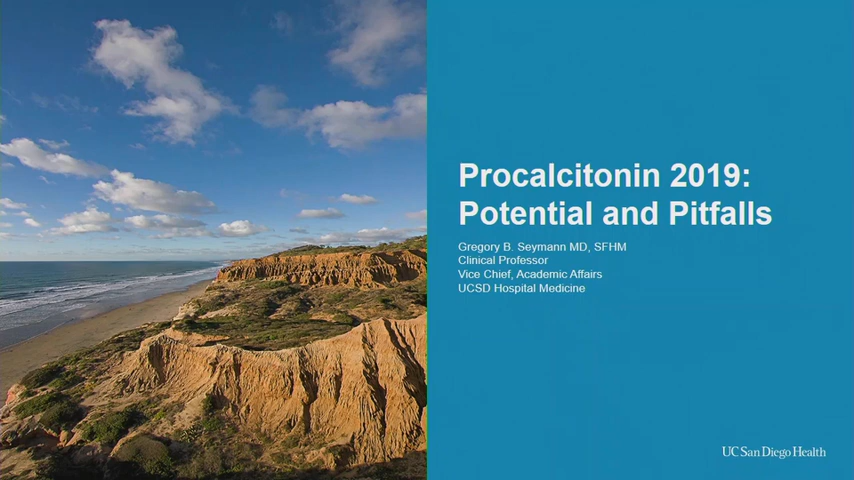 Procalcitonin 2019:
Potential and Pitfalls
Gregory B. Seymann MD, SFHM
Clinical Professor
Vice Chief, Academic Affairs
UCSD Hospital Medicine
UC San Diego Health